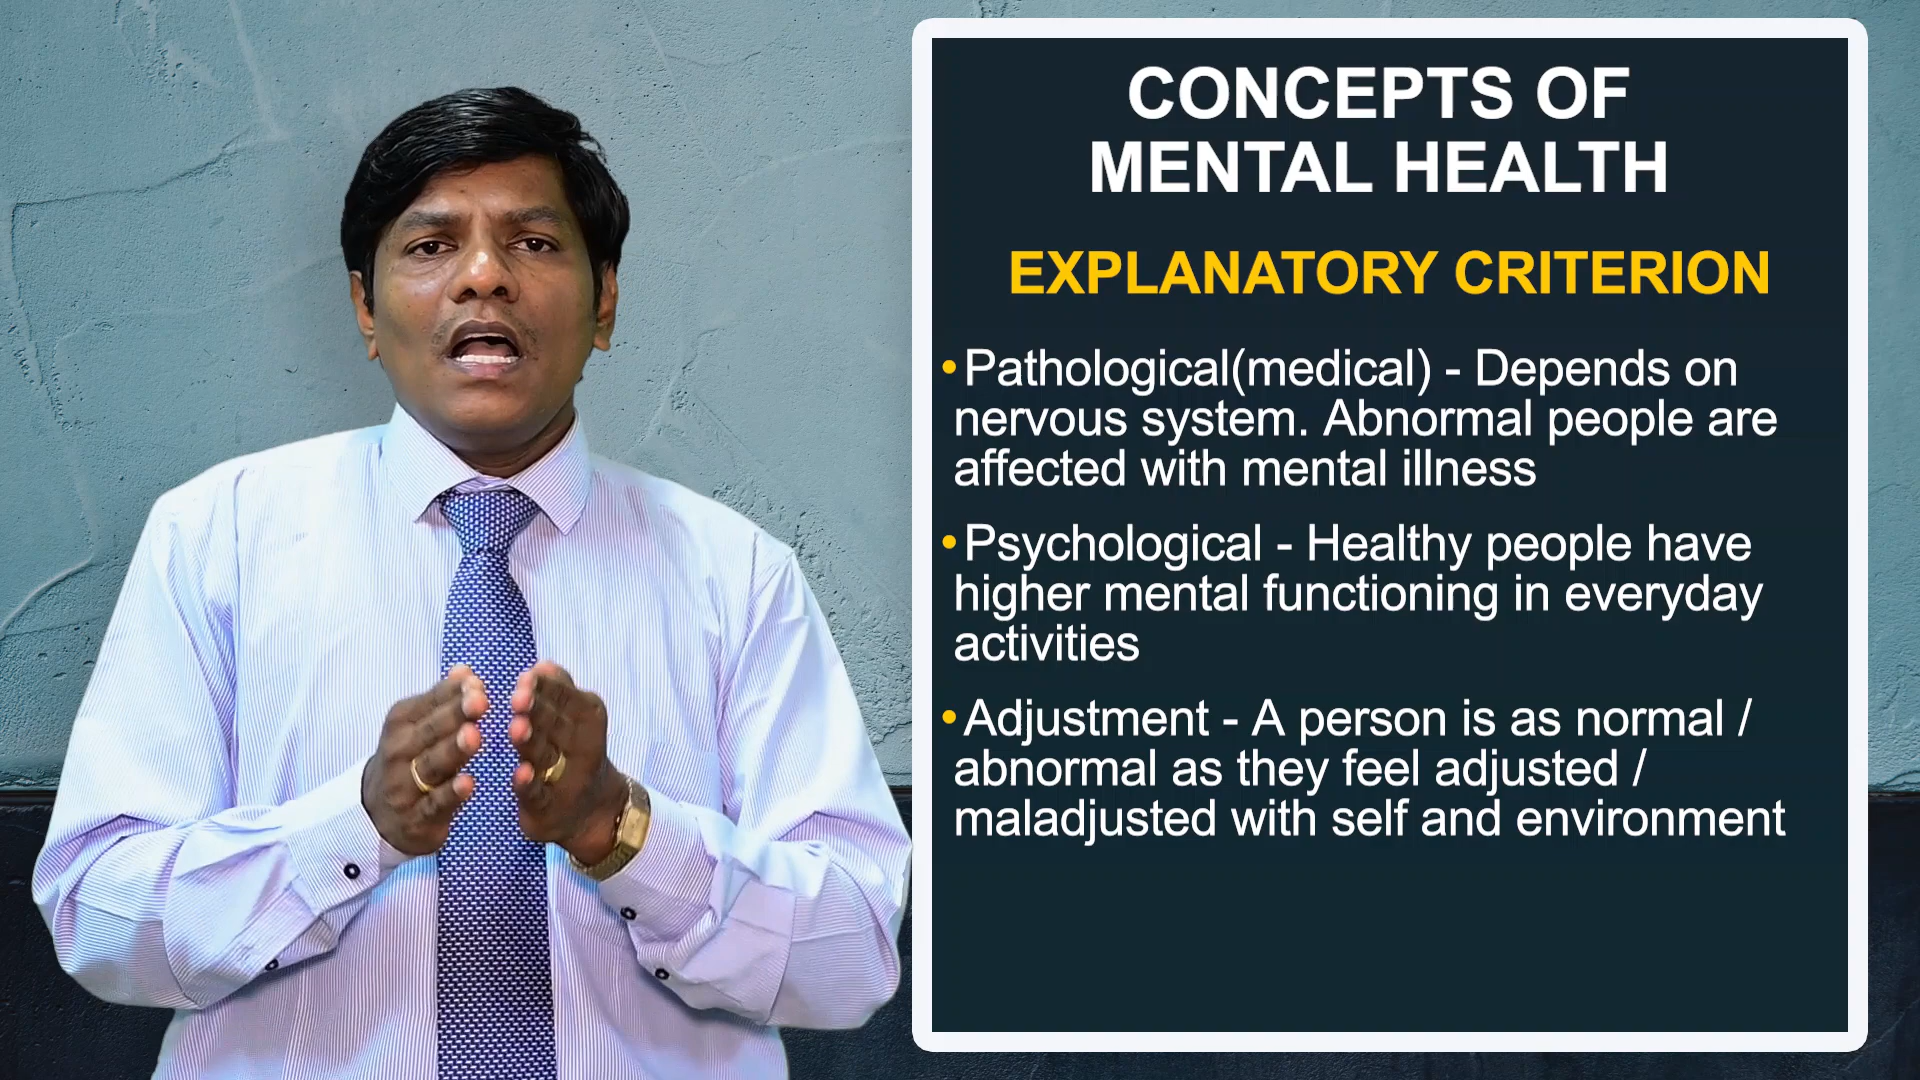 CONCEPTS OF
MENTAL HEALTH
EXPLANATORY CRITERION
•Pathological(medical) - Depends on
nervous system. Abnormal people are
affected with mental illness
•Psychological - Healthy people have
higher mental functioning in everyday
activities
•Adjustment - A person is as normal /
abnormal as they feel adjusted /
maladjusted with self and environment